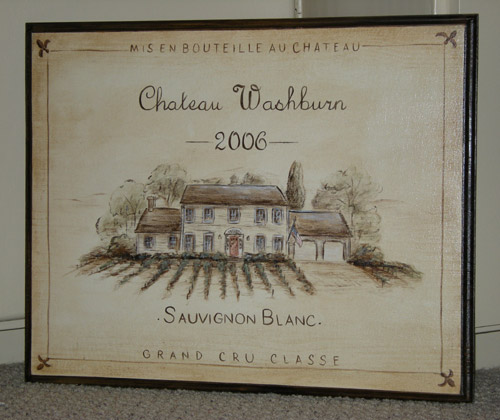 MIS EN BOUTEILLE AU CHATEAU
Chateau Washburn
—2006—
·SAUVIGNON BLANC·
GRAND CRU CLASSE